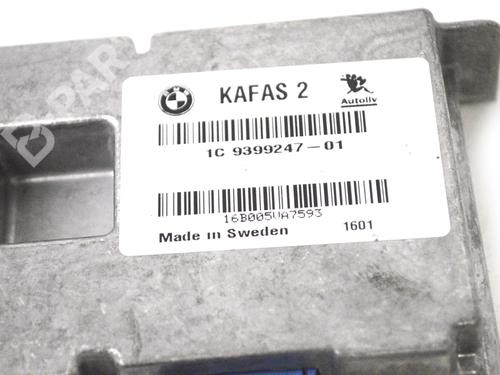 KAFAS 2
Autoliv
1C 9399247-01
16B005VA7593
Made in Sweden 1601